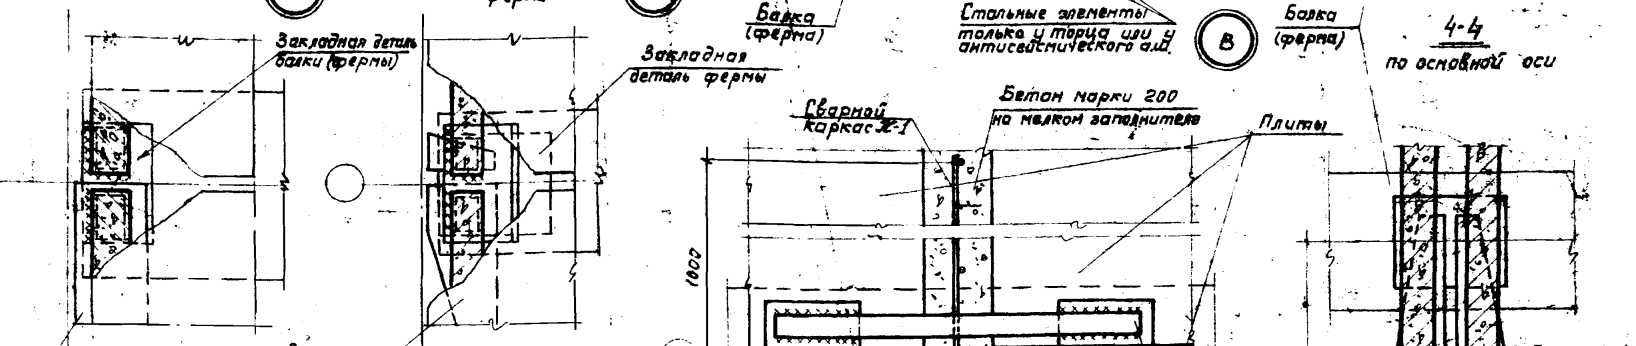 ферма
Закладная деталь
балки (фермы)
Закладная
деталь фермы
Балка
(ферма)
Стальные элементы
только у торца или у
антисейсмического а.ш.
В
Балка
(ферма)
4-4
по основной оси
Сварной
каркас К-1
Бетон марки 200
на мелком заполнителе
Плиты
1000